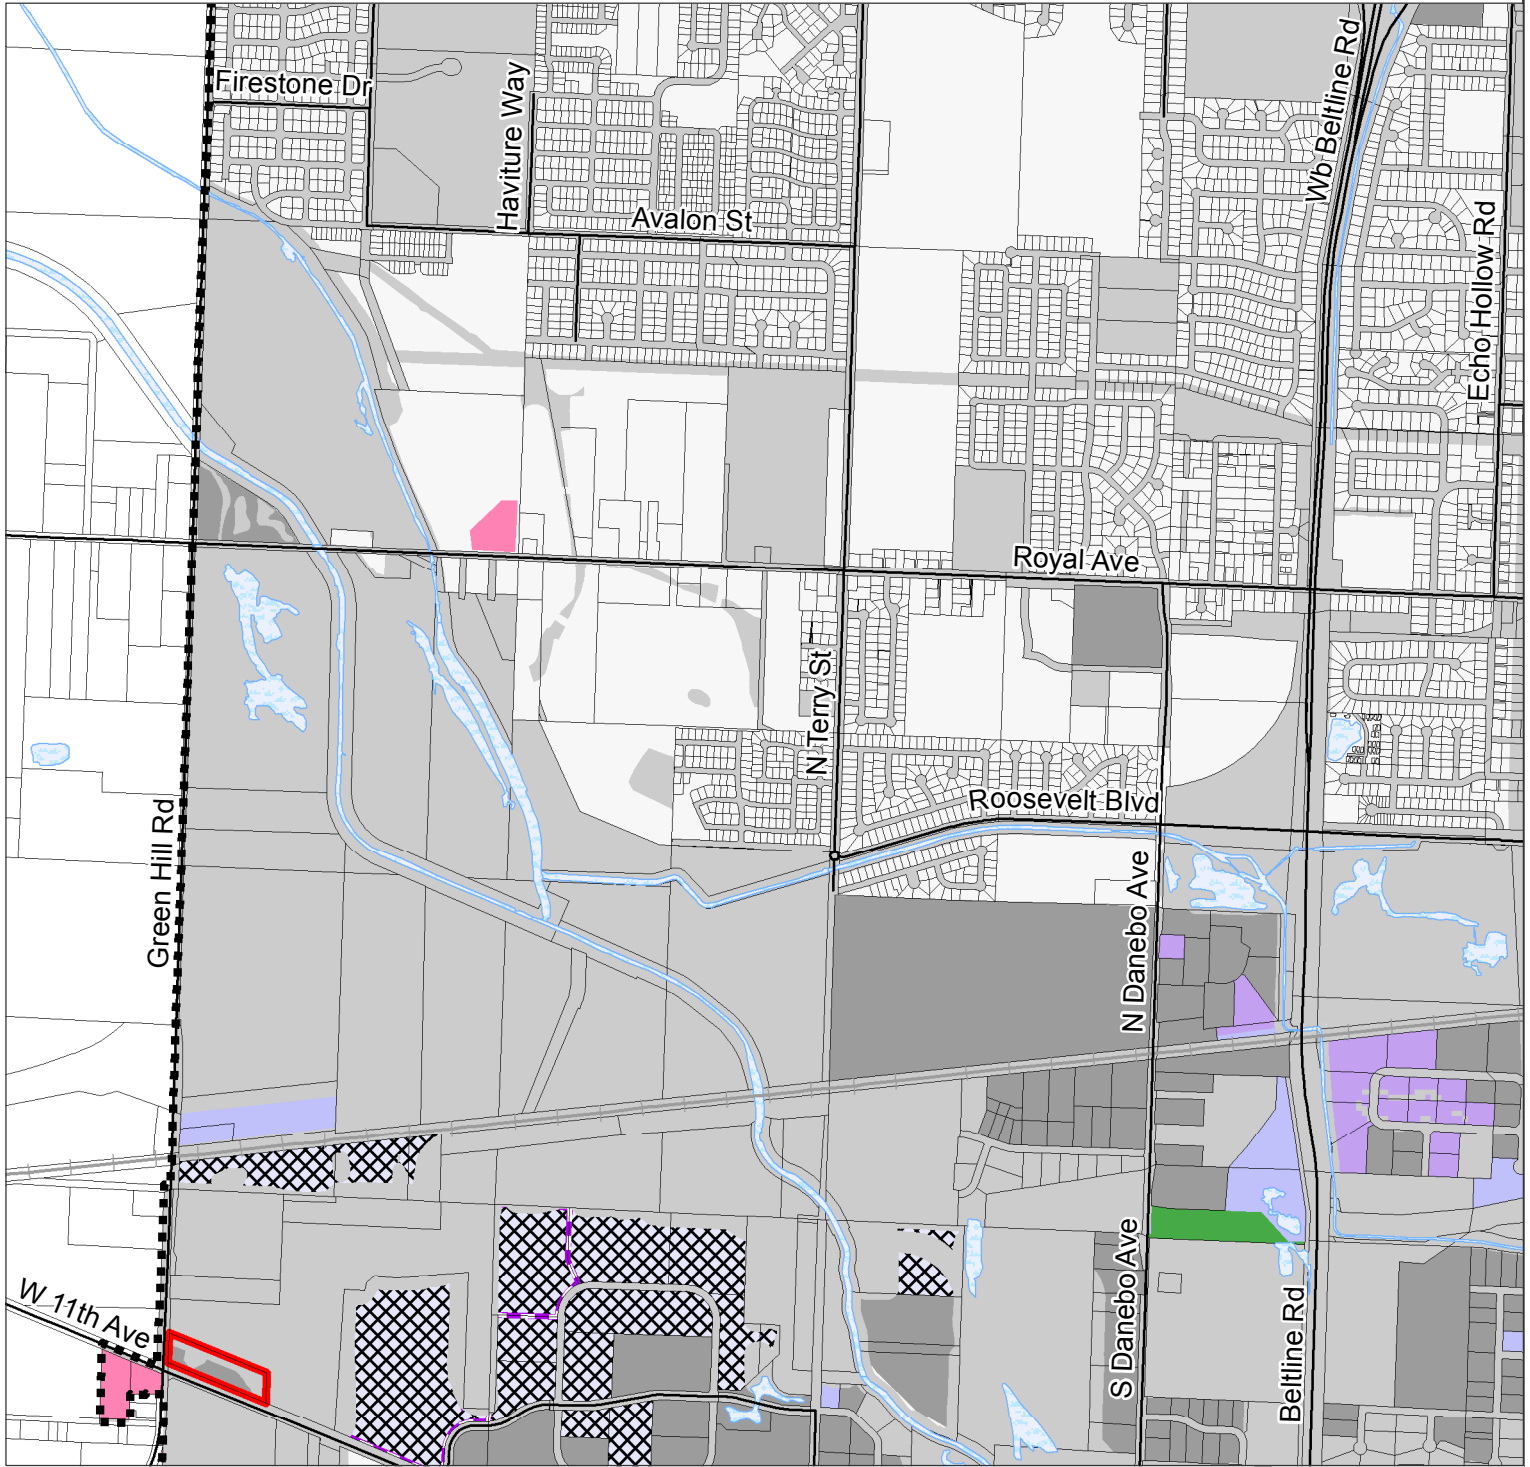 Firestone Dr
Haviture Way
Avalon St
Wb Beltline Rd
Echo Hollow Rd
Royal Ave
N Terry St
Roosevelt Blvd
Green Hill Rd
N Danebo Ave
S Danebo Ave
W 11th Ave
Beltline Rd